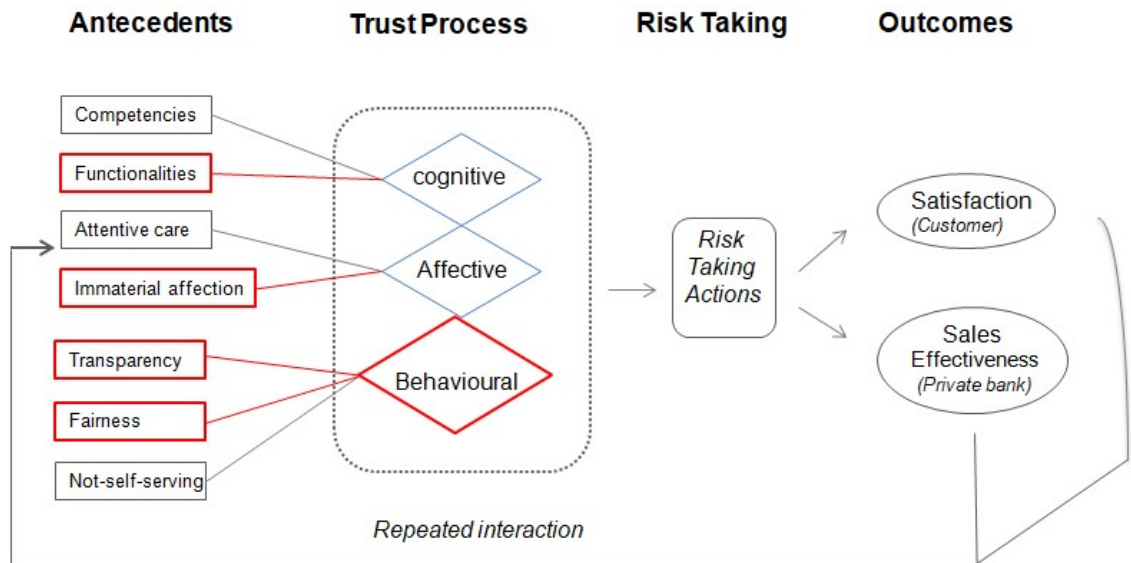 Antecedents
Trust Process
Risk Taking
Outcomes
Competencies
Functionalities
Attentive care
Immaterial affection
Transparency
Fairness
Not-self-serving
cognitive
Affective
Behavioural
Risk
Taking
Actions
Satisfaction
(Customer)
Sales
Effectiveness
(Private bank)
Repeated interaction